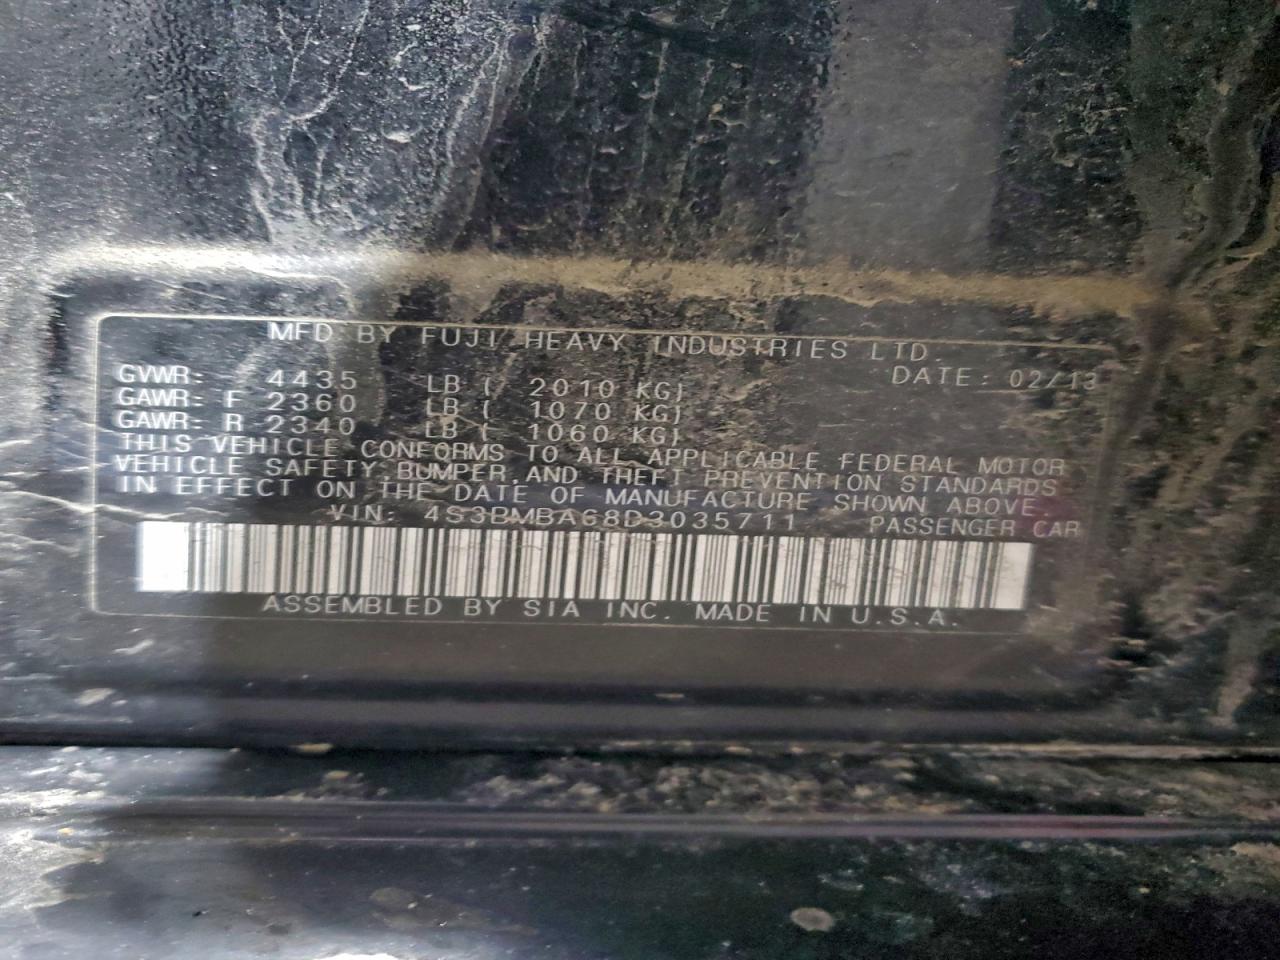 MFD BY FUJI HEAVY INDUSTRIES LTD.
DATE: 02/13
GVWR: 4435 LB ( 2010 KG)
GAWR: F 2360 LB ( 1070 KG)
GAWR: R 2340 LB ( 1060 KG)
THIS VEHICLE CONFORMS TO ALL APPLICABLE FEDERAL MOTOR
VEHICLE SAFETY, BUMPER, AND THEFT PREVENTION STANDARDS
IN EFFECT ON THE DATE OF MANUFACTURE SHOWN ABOVE.
VIN: 4S3BMBA68D3035711 PASSENGER CAR
ASSEMBLED BY SIA INC. MADE IN U.S.A.